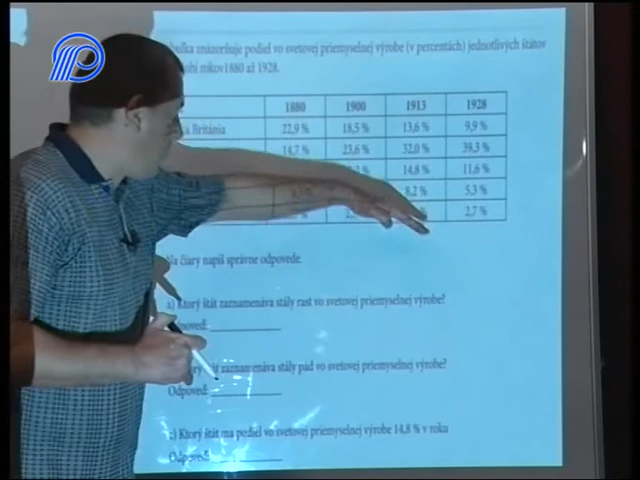 znázorňuje podiel vo svetovej priemyselnej výrobe (v percentách) jednotlivých štátov
rokov 1880 až 1928.
1880 1900 1913 1928
Británia 22,9 % 18,5 % 13,6 % 9,9 %
14,7 % 23,6 % 32,0 % 39,3 %
14,8 % 11,6 %
8,2 % 5,3 %
2,7 %
Na čiary napíš správne odpovede.
a) Ktorý štát zaznamenáva stály rast vo svetovej priemyselnej výrobe?
Odpoveď:
štát zaznamenáva stály pád vo svetovej priemyselnej výrobe?
Odpoveď:
c) Ktorý štát má podiel vo svetovej priemyselnej výrobe 14,8 % v roku
Odpoveď: